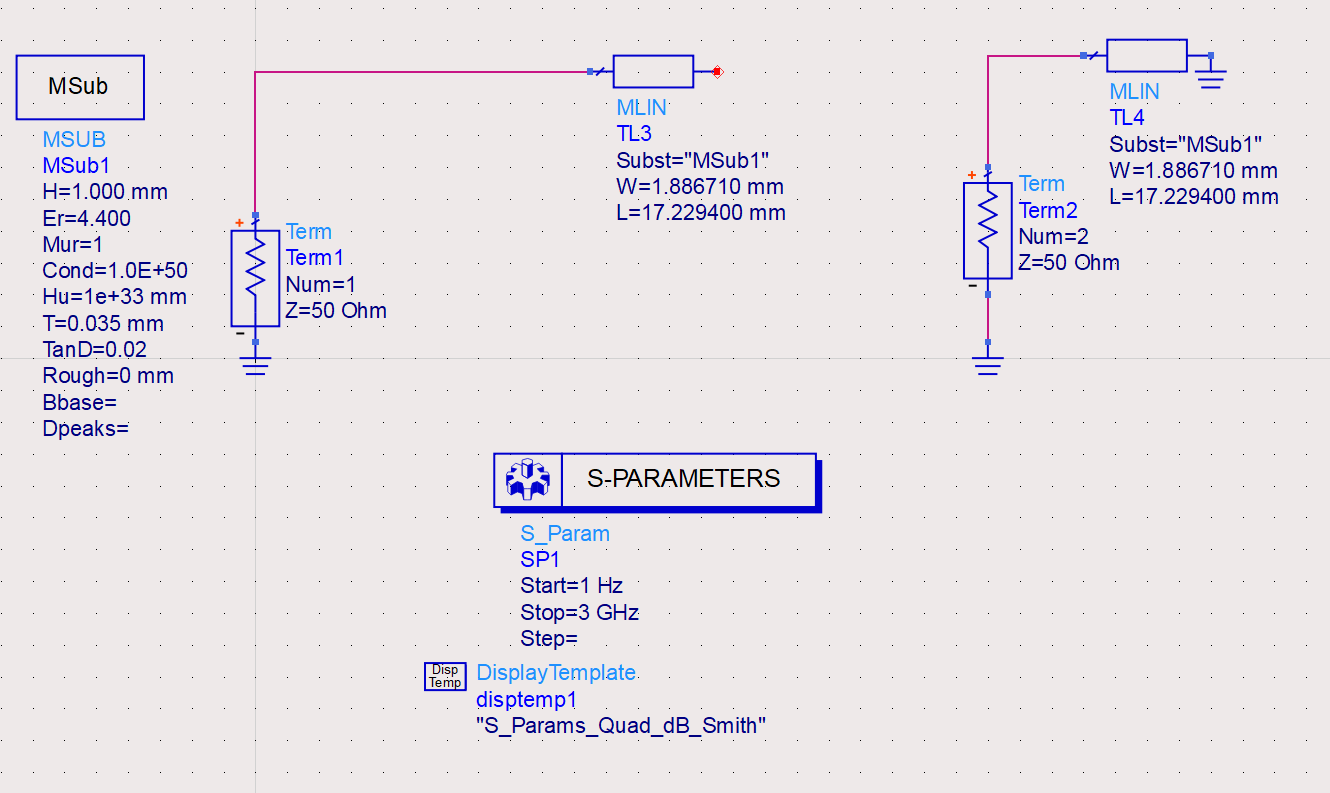 MSub
MSUB
MSub1
H=1.000 mm
Er=4.400
Mur=1
Cond=1.0E+50
Hu=1e+33 mm
T=0.035 mm
TanD=0.02
Rough=0 mm
Bbase=
Dpeaks=
+
Term
Term1
Num=1
Z=50 Ohm
-
MLIN
TL3
Subst="MSub1"
W=1.886710 mm
L=17.229400 mm
MLIN
TL4
Subst="MSub1"
W=1.886710 mm
L=17.229400 mm
+
Term
Term2
Num=2
Z=50 Ohm
-
S-PARAMETERS
S_Param
SP1
Start=1 Hz
Stop=3 GHz
Step=
Disp
Temp
DisplayTemplate
disptemp1
"S_Params_Quad_dB_Smith"